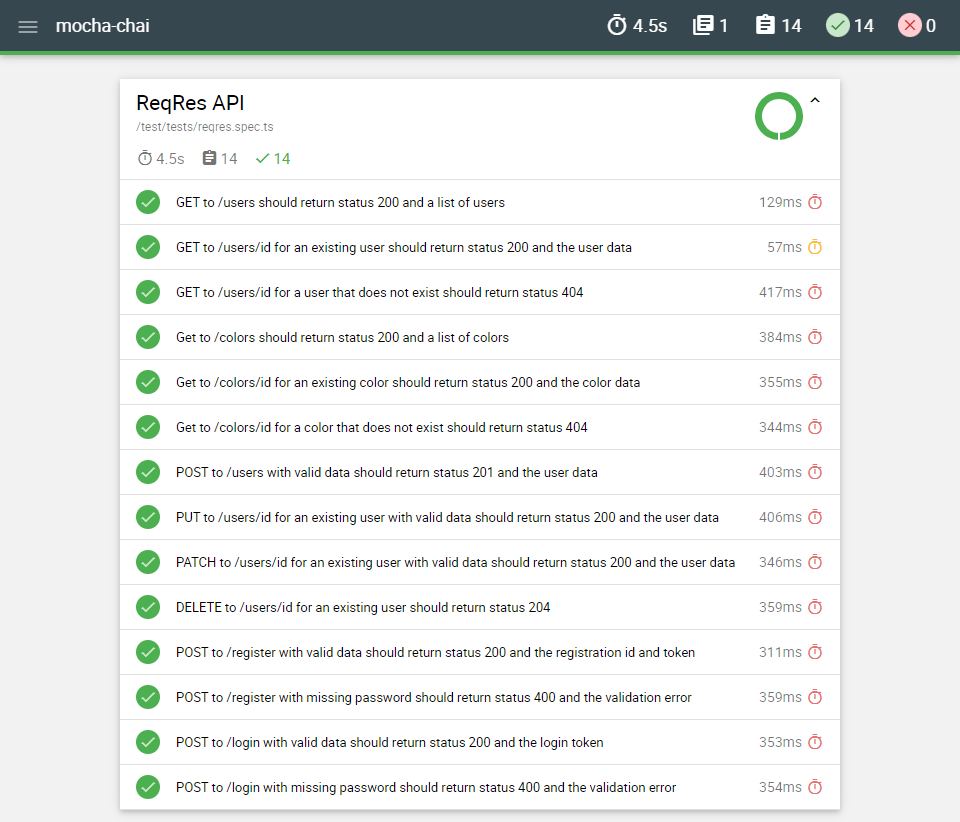 mocha-chai 4.5s 1 14 14 0
ReqRes API
/test/tests/reqres.spec.ts
4.5s 14 14
GET to /users should return status 200 and a list of users 129ms
GET to /users/id for an existing user should return status 200 and the user data 57ms
GET to /users/id for a user that does not exist should return status 404 417ms
Get to /colors should return status 200 and a list of colors 384ms
Get to /colors/id for an existing color should return status 200 and the color data 355ms
Get to /colors/id for a color that does not exist should return status 404 344ms
POST to /users with valid data should return status 201 and the user data 403ms
PUT to /users/id for an existing user with valid data should return status 200 and the user data 406ms
PATCH to /users/id for an existing user with valid data should return status 200 and the user data 346ms
DELETE to /users/id for an existing user should return status 204 359ms
POST to /register with valid data should return status 200 and the registration id and token 311ms
POST to /register with missing password should return status 400 and the validation error 359ms
POST to /login with valid data should return status 200 and the login token 353ms
POST to /login with missing password should return status 400 and the validation error 354ms